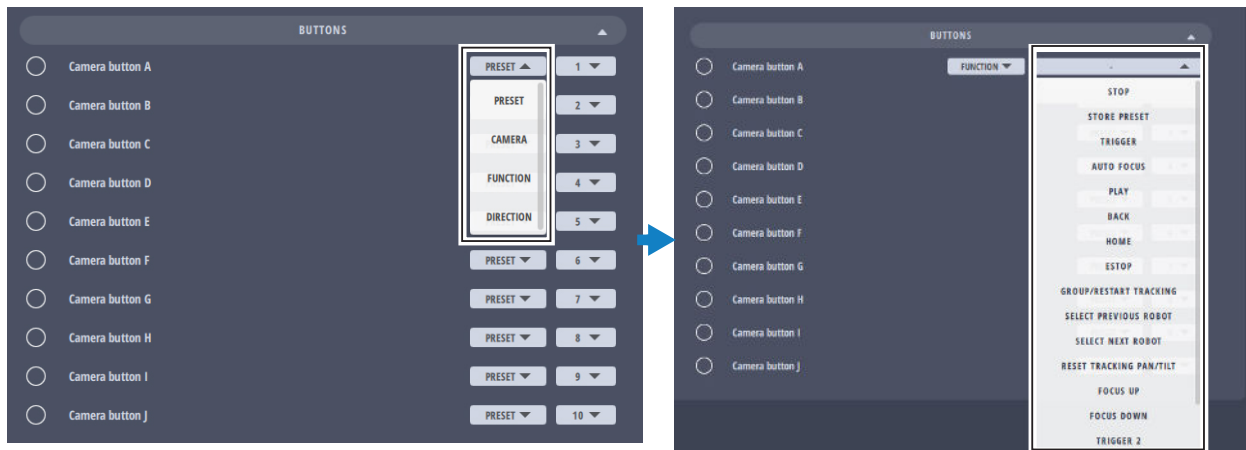 BUTTONS
Camera button A PRESET 1
PRESET
Camera button B 2
CAMERA
Camera button C 3
FUNCTION
Camera button D 4
DIRECTION
Camera button E 5
Camera button F PRESET 6
Camera button G PRESET 7
Camera button H PRESET 8
Camera button I PRESET 9
Camera button J PRESET 10
BUTTONS
Camera button A FUNCTION -
STOP
Camera button B
STORE PRESET
Camera button C
TRIGGER
Camera button D AUTO FOCUS
PLAY
Camera button E
BACK
Camera button F
HOME
Camera button G ESTOP
GROUP/RESTART TRACKING
Camera button H
SELECT PREVIOUS ROBOT
Camera button I
SELECT NEXT ROBOT
Camera button J RESET TRACKING PAN/TILT
FOCUS UP
FOCUS DOWN
TRIGGER 2